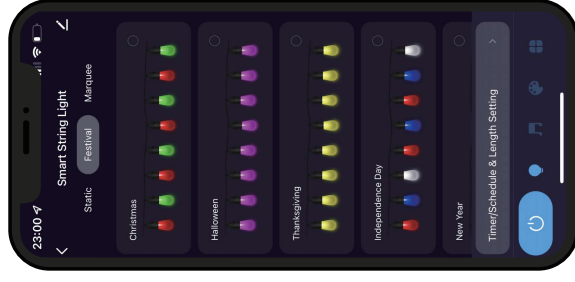 23:00
Smart String Light
Static Festival Marquee
Christmas
Halloween
Thanksgiving
Independence Day
New Year
Timer/Schedule & Length Setting